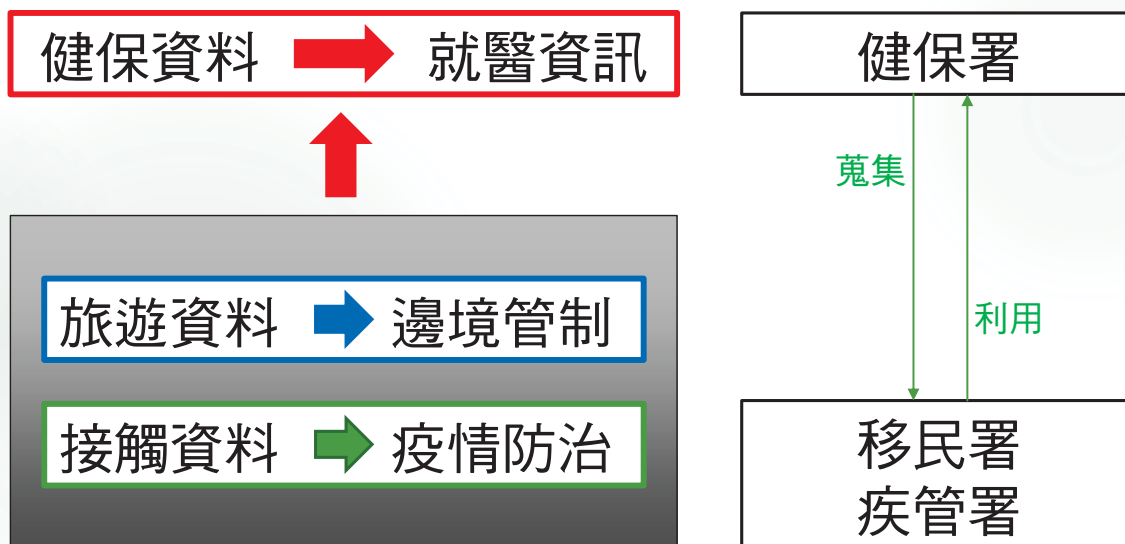 健保資料 就醫資訊
旅遊資料 邊境管制
接觸資料 疫情防治
健保署
蒐集
利用
移民署
疾管署